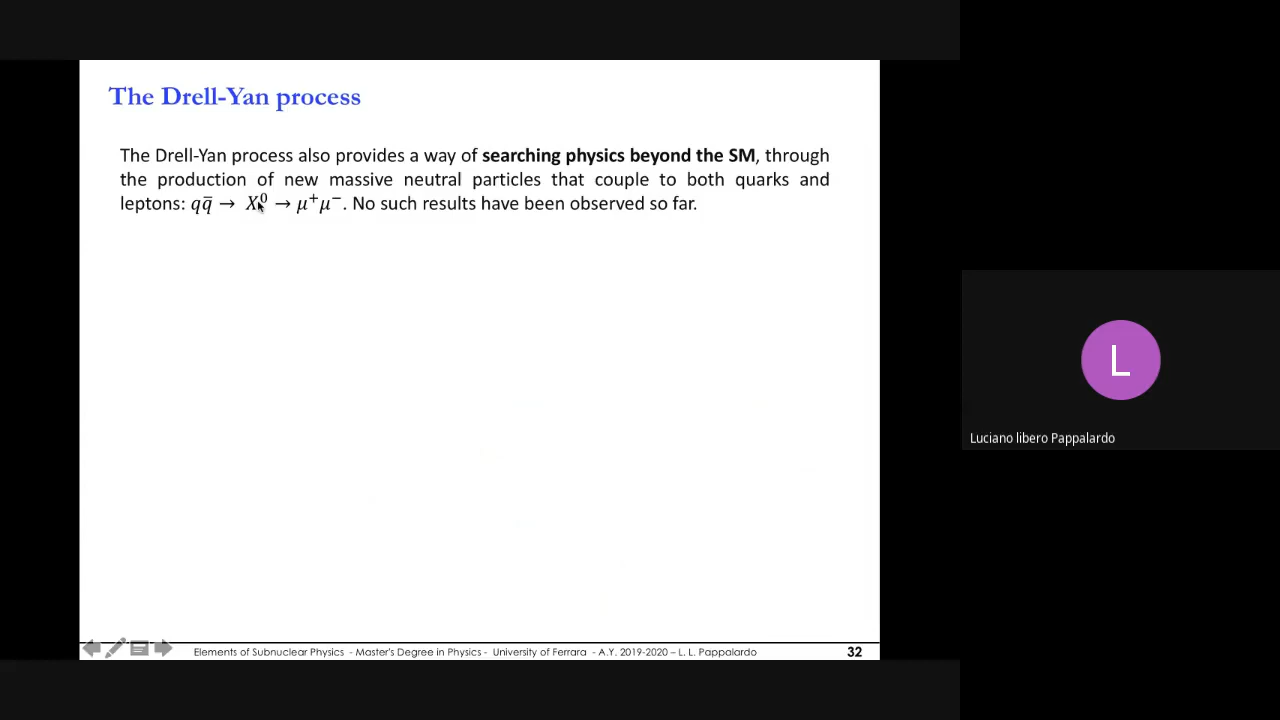 The Drell-Yan process
The Drell-Yan process also provides a way of searching physics beyond the SM, through
the production of new massive neutral particles that couple to both quarks and
leptons: qq̄ → X⁰ → μ⁺μ⁻. No such results have been observed so far.
L
Luciano libero Pappalardo
Elements of Subnuclear Physics - Master's Degree in Physics - University of Ferrara - A.Y. 2019-2020 – L. L. Pappalardo
32